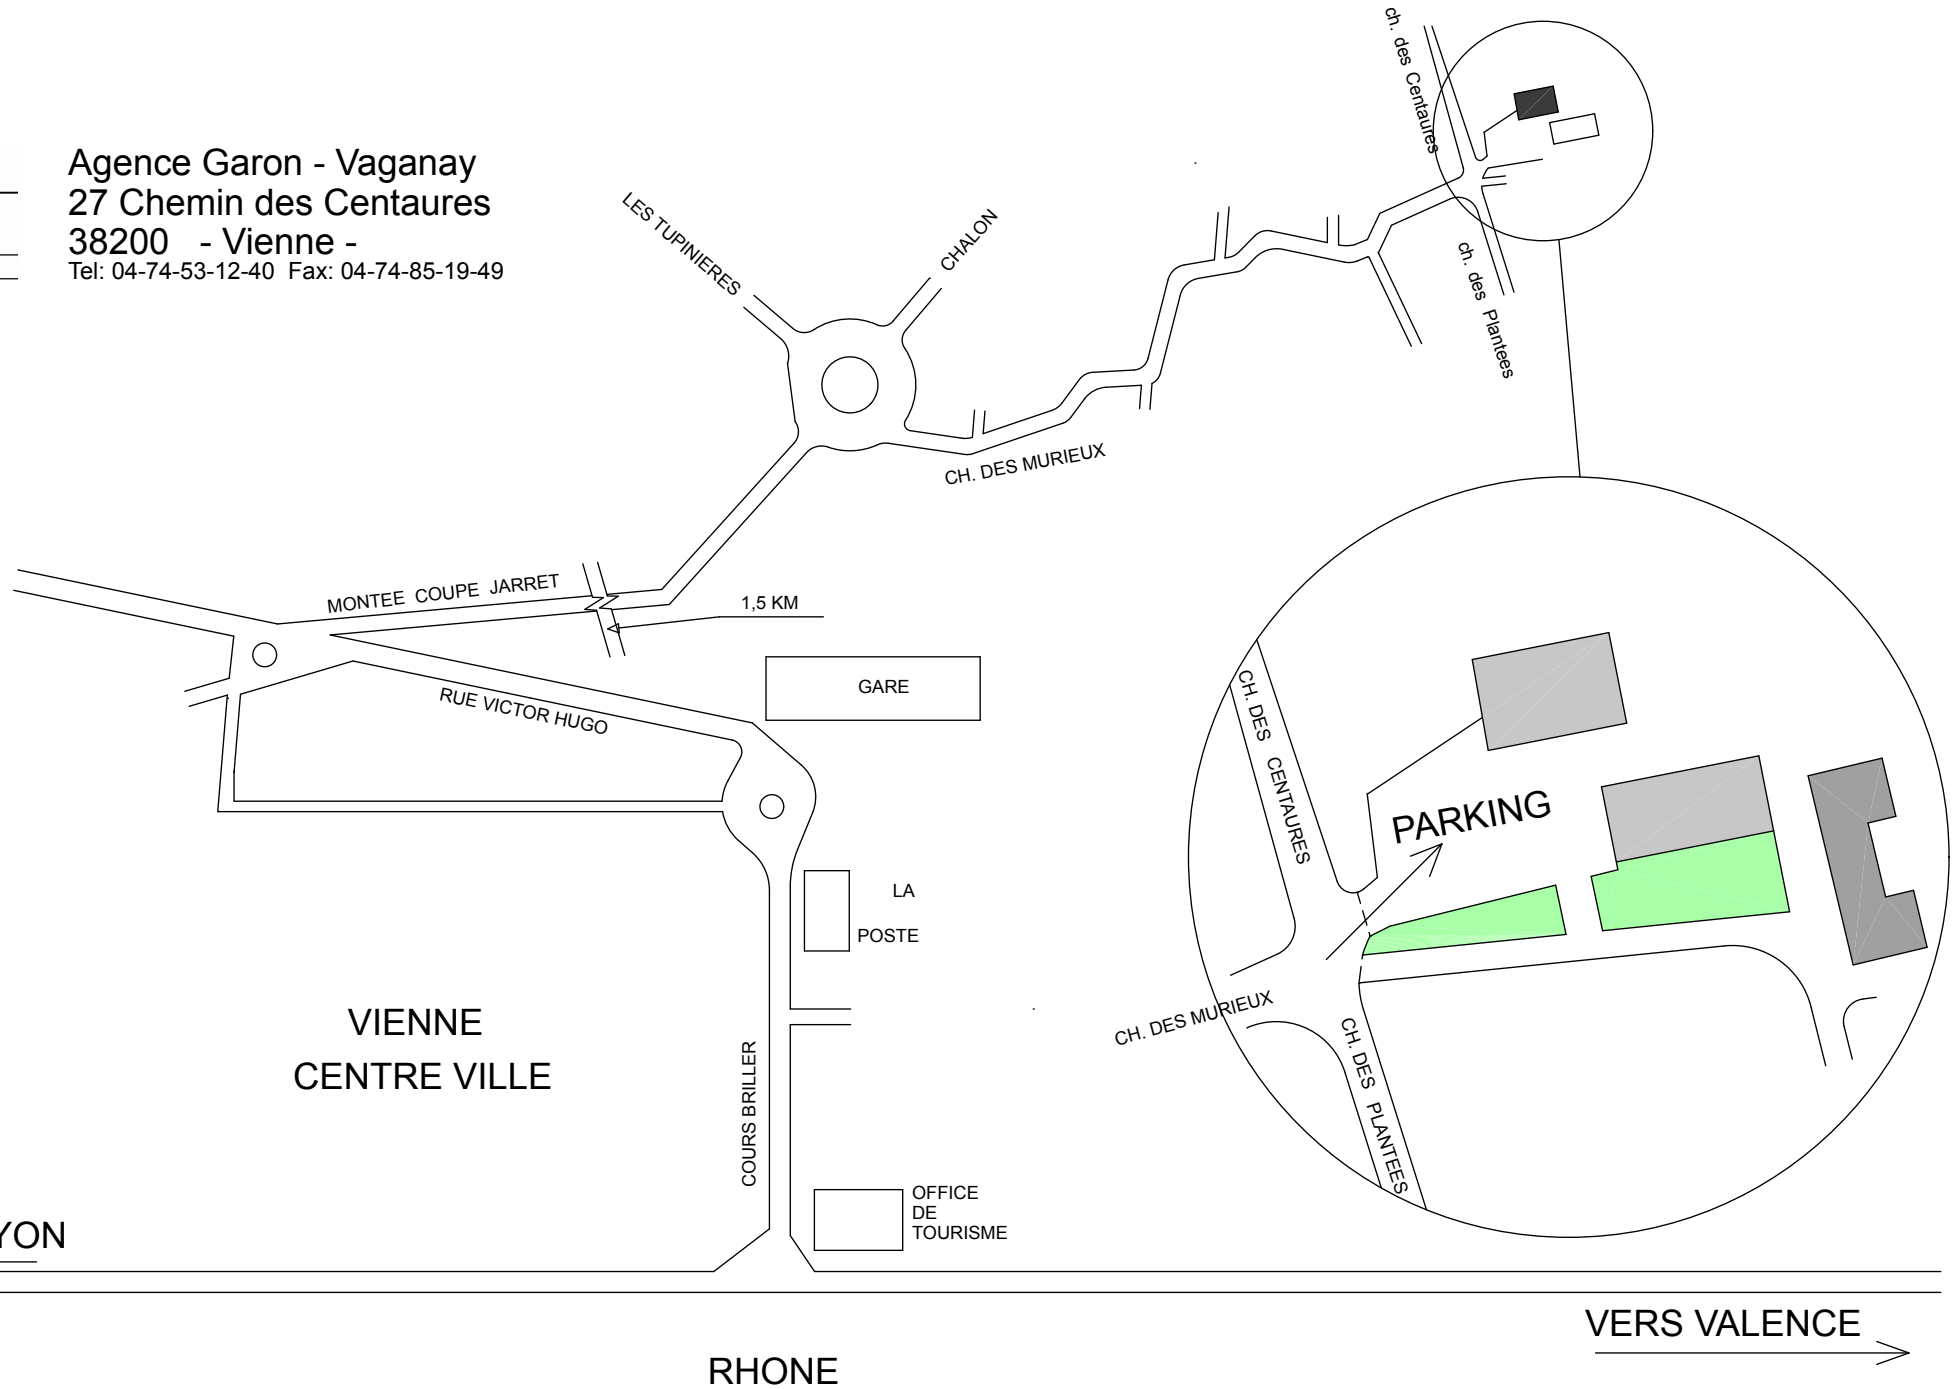 Agence Garon - Vaganay
27 Chemin des Centaures
38200 - Vienne -
Tel: 04-74-53-12-40 Fax: 04-74-85-19-49
ch. des Centaures
LES TUPINIERES
CHALON
ch. des Plantees
CH. DES MURIEUX
MONTEE COUPE JARRET
1,5 KM
GARE
RUE VICTOR HUGO
CH. DES CENTAURES
PARKING
LA
POSTE
CH. DES MURIEUX
CH. DES PLANTEES
VIENNE
CENTRE VILLE
COURS BRILLER
OFFICE
DE
TOURISME
YON
VERS VALENCE
RHONE